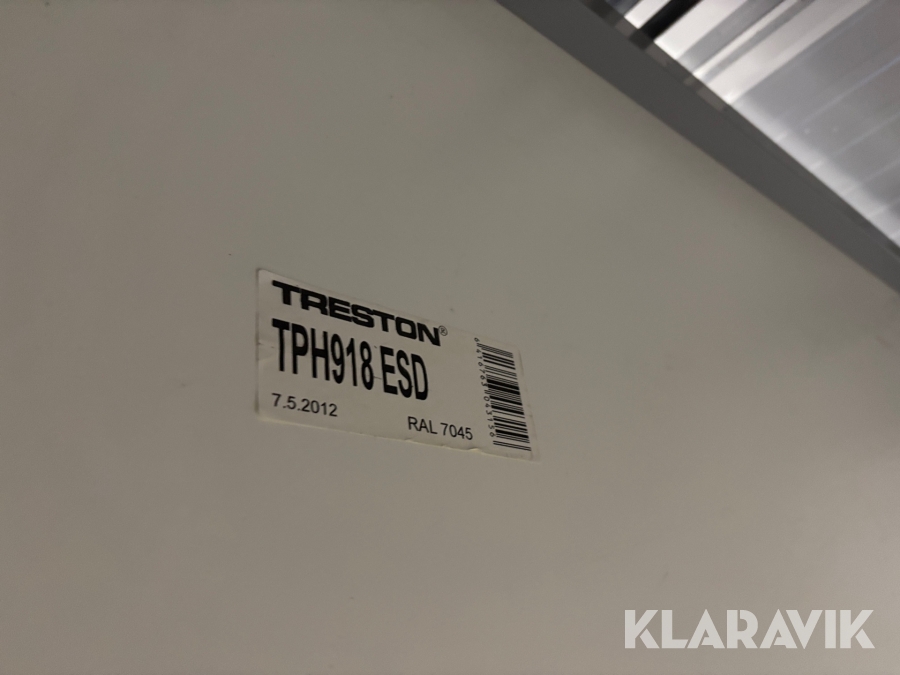 TRESTON®
TPH918 ESD
7.5.2012
RAL 7045
KLARAVIK